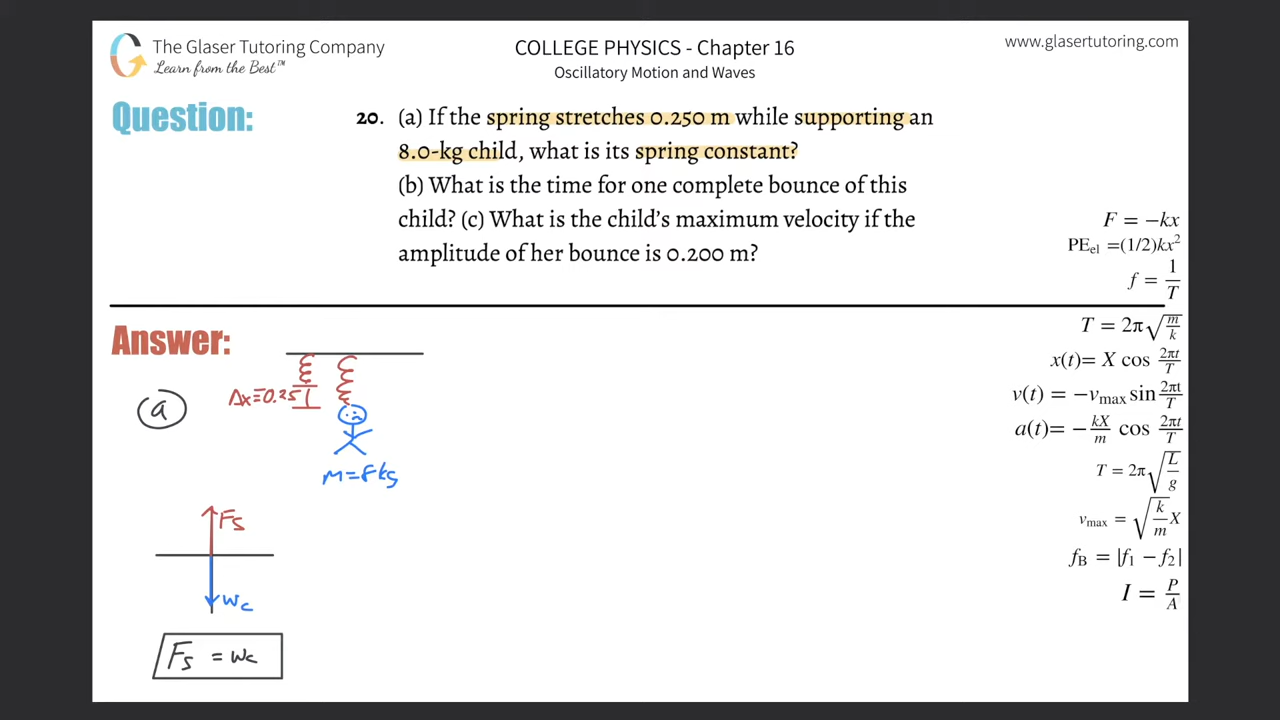 The Glaser Tutoring Company
Learn from the Best™
COLLEGE PHYSICS - Chapter 16
Oscillatory Motion and Waves
www.glasertutoring.com
Question:
20. (a) If the spring stretches 0.250 m while supporting an
8.0-kg child, what is its spring constant?
(b) What is the time for one complete bounce of this
child? (c) What is the child’s maximum velocity if the
amplitude of her bounce is 0.200 m?
F = −kx
PEel =(1/2)kx²
f = 1/T
T = 2π√(m/k)
x(t)= X cos 2πt/T
v(t) = −vmax sin 2πt/T
a(t)= −kX/m cos 2πt/T
T = 2π√(L/g)
vmax = √(k/m) X
fB = |f1 − f2|
I = P/A
Answer:
a
Δx=0.25
m=8kg
Fs
Wc
Fs = Wc